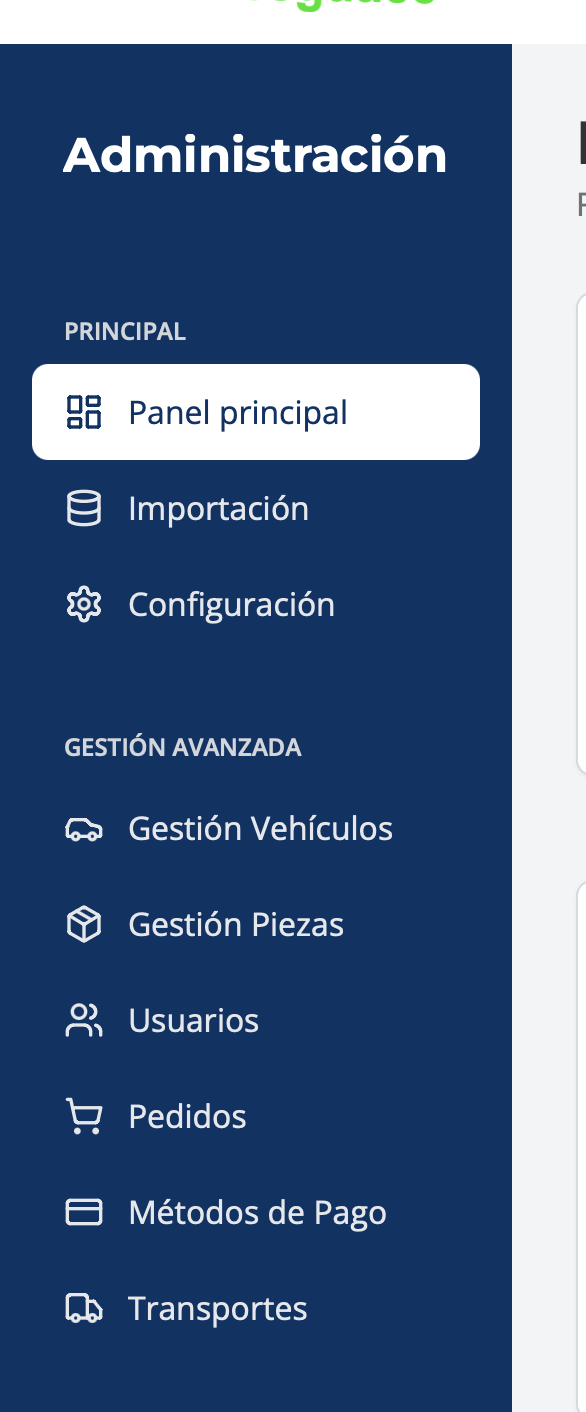 Administración
PRINCIPAL
Panel principal
Importación
Configuración
GESTIÓN AVANZADA
Gestión Vehículos
Gestión Piezas
Usuarios
Pedidos
Métodos de Pago
Transportes